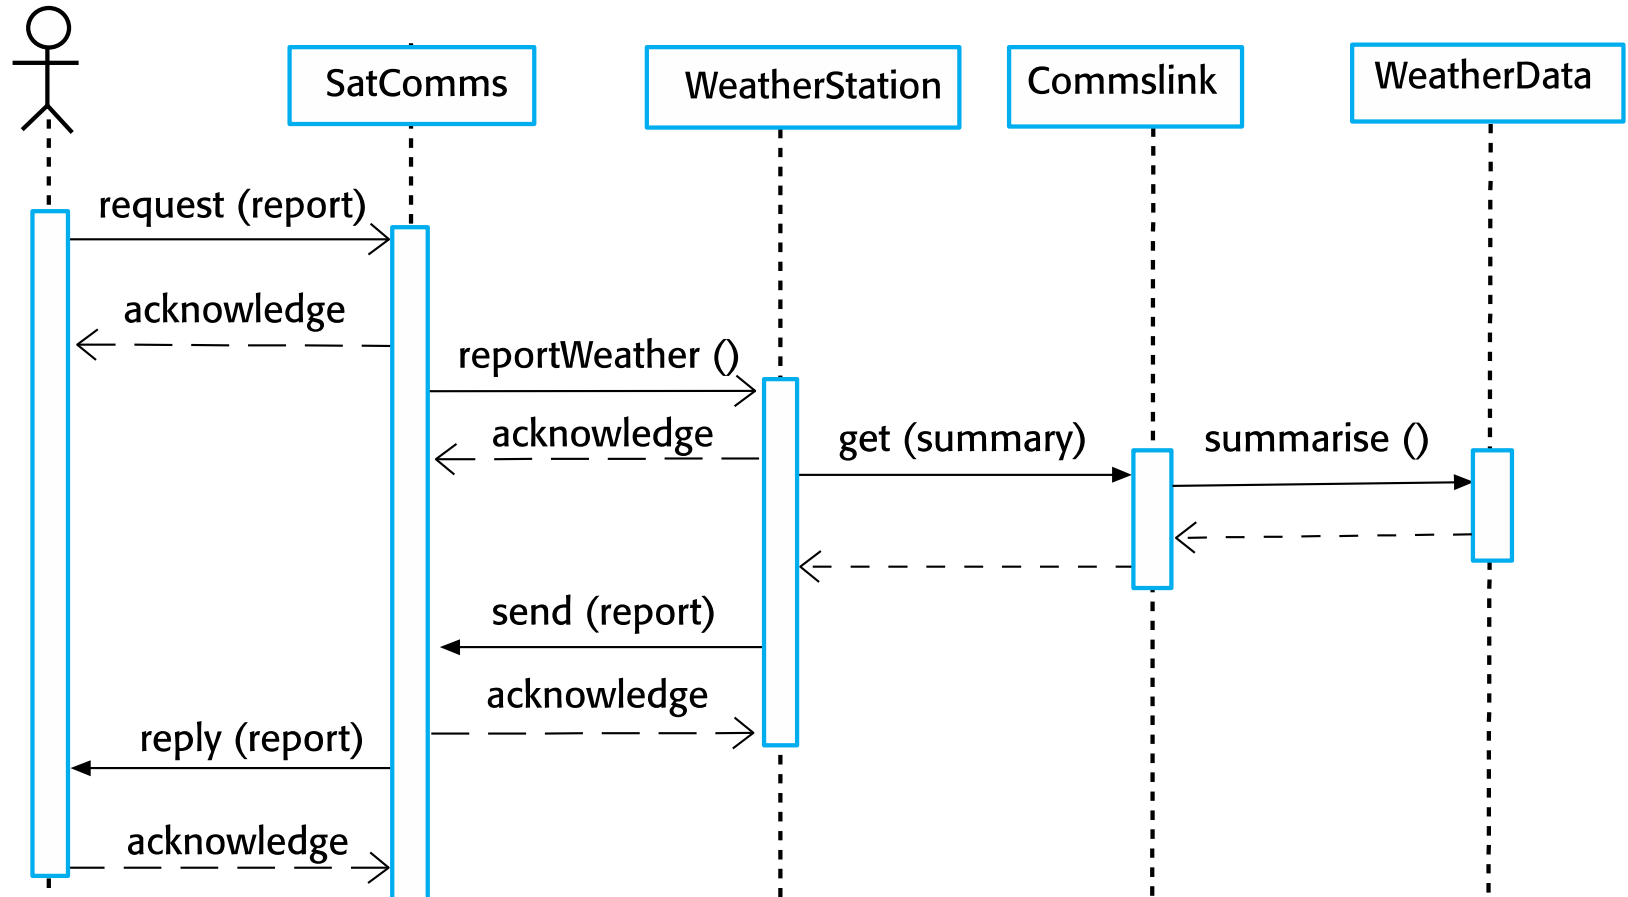 SatComms
WeatherStation
Commslink
WeatherData
request (report)
acknowledge
reportWeather ()
acknowledge
get (summary)
summarise ()
send (report)
acknowledge
reply (report)
acknowledge